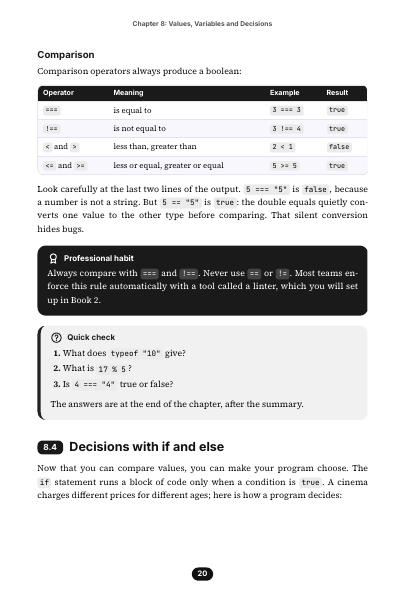 Chapter 8: Values, Variables and Decisions
Comparison
Comparison operators always produce a boolean:
Operator Meaning Example Result
=== is equal to 3 === 3 true
!== is not equal to 3 !== 4 true
< and > less than, greater than 2 < 1 false
<= and >= less or equal, greater or equal 5 >= 5 true
Look carefully at the last two lines of the output. 5 === "5" is false, because
a number is not a string. But 5 == "5" is true: the double equals quietly con-
verts one value to the other type before comparing. That silent conversion
hides bugs.
Professional habit
Always compare with === and !==. Never use == or !=. Most teams en-
force this rule automatically with a tool called a linter, which you will set
up in Book 2.
Quick check
1. What does typeof "10" give?
2. What is 17 % 5?
3. Is 4 === "4" true or false?
The answers are at the end of the chapter, after the summary.
8.4 Decisions with if and else
Now that you can compare values, you can make your program choose. The
if statement runs a block of code only when a condition is true. A cinema
charges different prices for different ages; here is how a program decides:
20